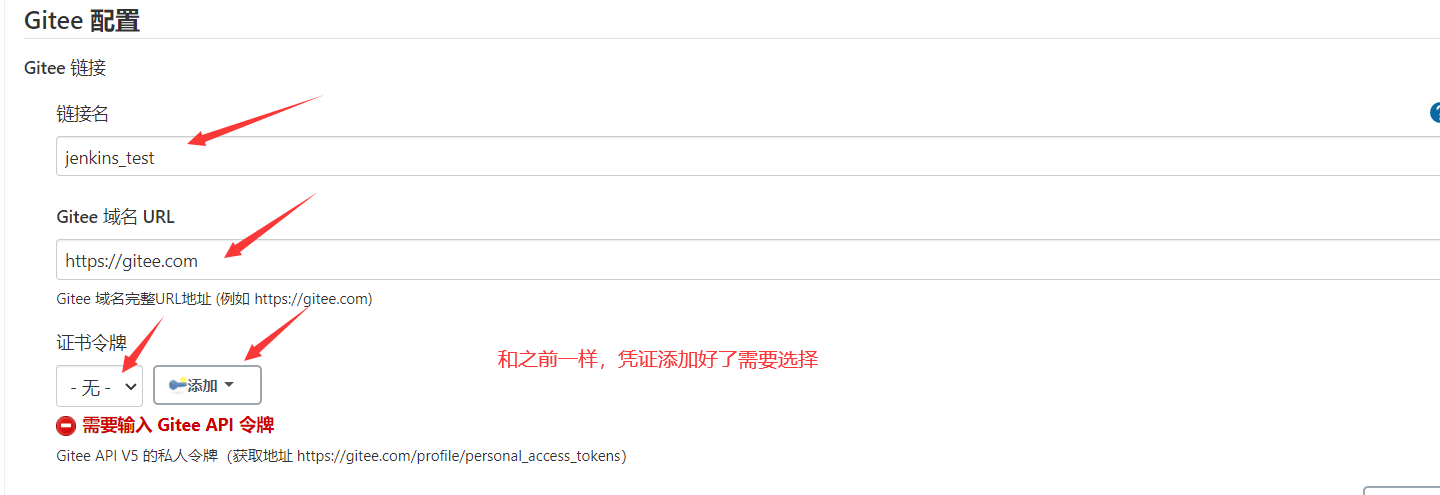 Gitee 配置
Gitee 链接
链接名
?
jenkins_test
Gitee 域名 URL
https://gitee.com
Gitee 域名完整URL地址 (例如 https://gitee.com)
证书令牌
- 无 - 添加
和之前一样，凭证添加好了需要选择
需要输入 Gitee API 令牌
Gitee API V5 的私人令牌（获取地址 https://gitee.com/profile/personal_access_tokens）